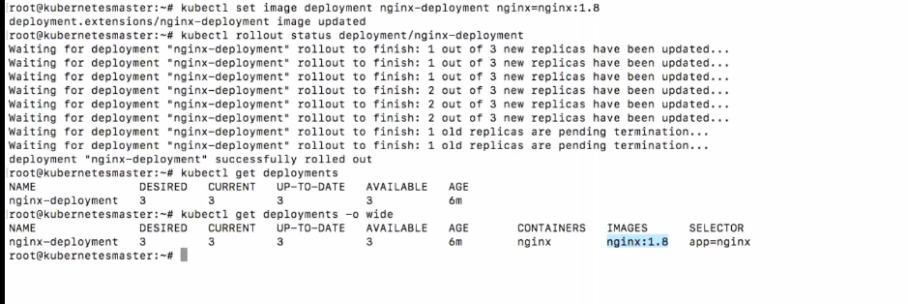 root@kubernetesmaster:~# kubectl set image deployment nginx-deployment nginx=nginx:1.8
deployment.extensions/nginx-deployment image updated
root@kubernetesmaster:~# kubectl rollout status deployment/nginx-deployment
Waiting for deployment "nginx-deployment" rollout to finish: 1 out of 3 new replicas have been updated...
Waiting for deployment "nginx-deployment" rollout to finish: 1 out of 3 new replicas have been updated...
Waiting for deployment "nginx-deployment" rollout to finish: 1 out of 3 new replicas have been updated...
Waiting for deployment "nginx-deployment" rollout to finish: 2 out of 3 new replicas have been updated...
Waiting for deployment "nginx-deployment" rollout to finish: 2 out of 3 new replicas have been updated...
Waiting for deployment "nginx-deployment" rollout to finish: 2 out of 3 new replicas have been updated...
Waiting for deployment "nginx-deployment" rollout to finish: 1 old replicas are pending termination...
Waiting for deployment "nginx-deployment" rollout to finish: 1 old replicas are pending termination...
deployment "nginx-deployment" successfully rolled out
root@kubernetesmaster:~# kubectl get deployments
NAME DESIRED CURRENT UP-TO-DATE AVAILABLE AGE
nginx-deployment 3 3 3 3 6m
root@kubernetesmaster:~# kubectl get deployments -o wide
NAME DESIRED CURRENT UP-TO-DATE AVAILABLE AGE CONTAINERS IMAGES SELECTOR
nginx-deployment 3 3 3 3 6m nginx nginx:1.8 app=nginx
root@kubernetesmaster:~#